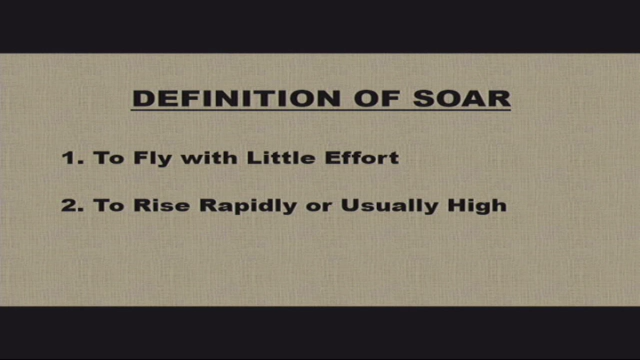 DEFINITION OF SOAR
1. To Fly with Little Effort
2. To Rise Rapidly or Usually High